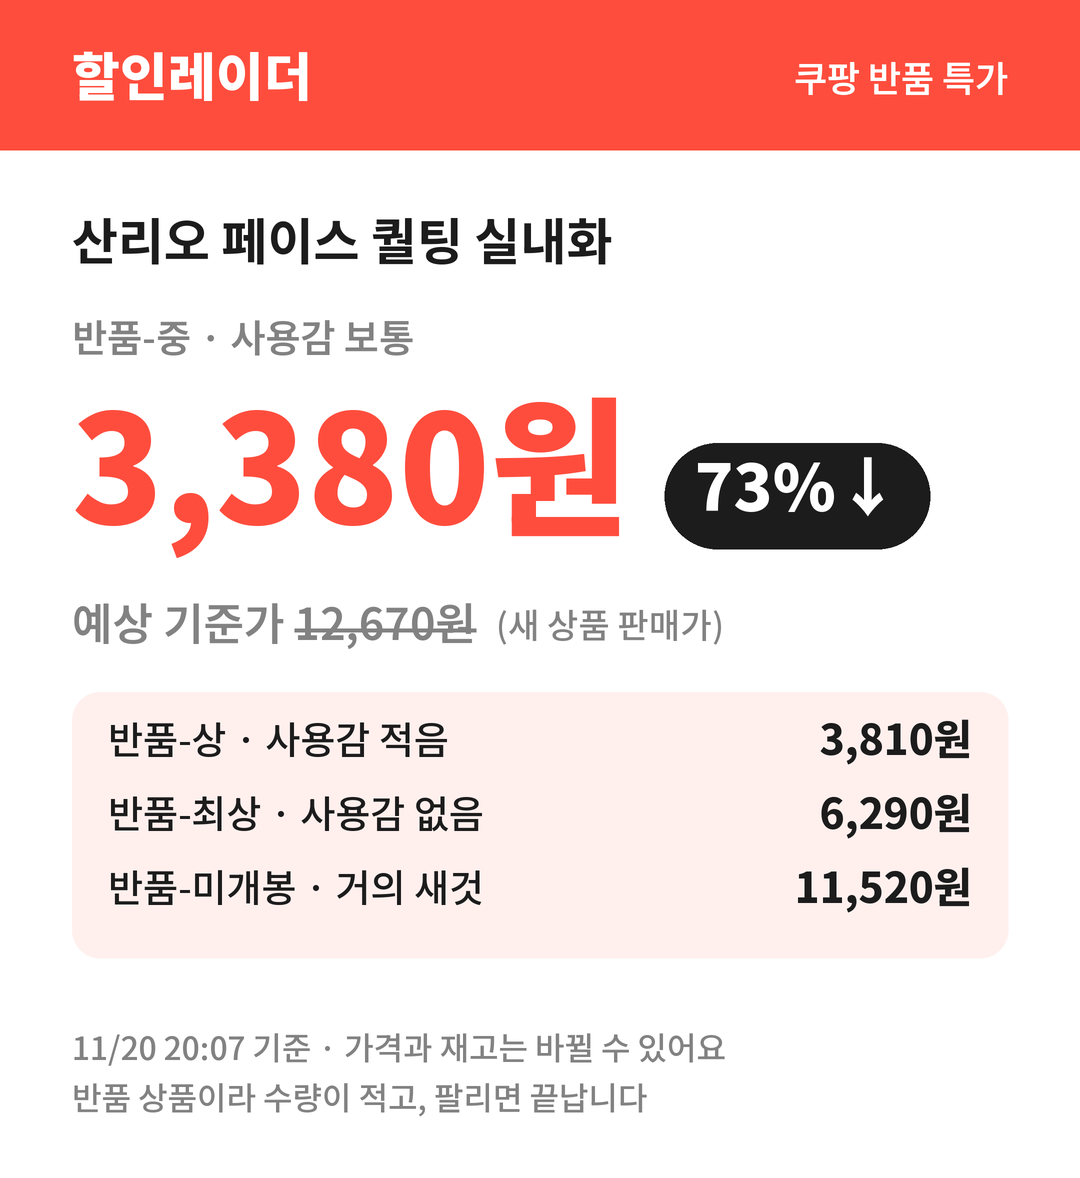 할인레이더
쿠팡 반품 특가
산리오 페이스 퀼팅 실내화
반품-중 · 사용감 보통
3,380원 73%↓
예상 기준가 12,670원 (새 상품 판매가)
반품-상 · 사용감 적음 3,810원
반품-최상 · 사용감 없음 6,290원
반품-미개봉 · 거의 새것 11,520원
11/20 20:07 기준 · 가격과 재고는 바뀔 수 있어요
반품 상품이라 수량이 적고, 팔리면 끝납니다